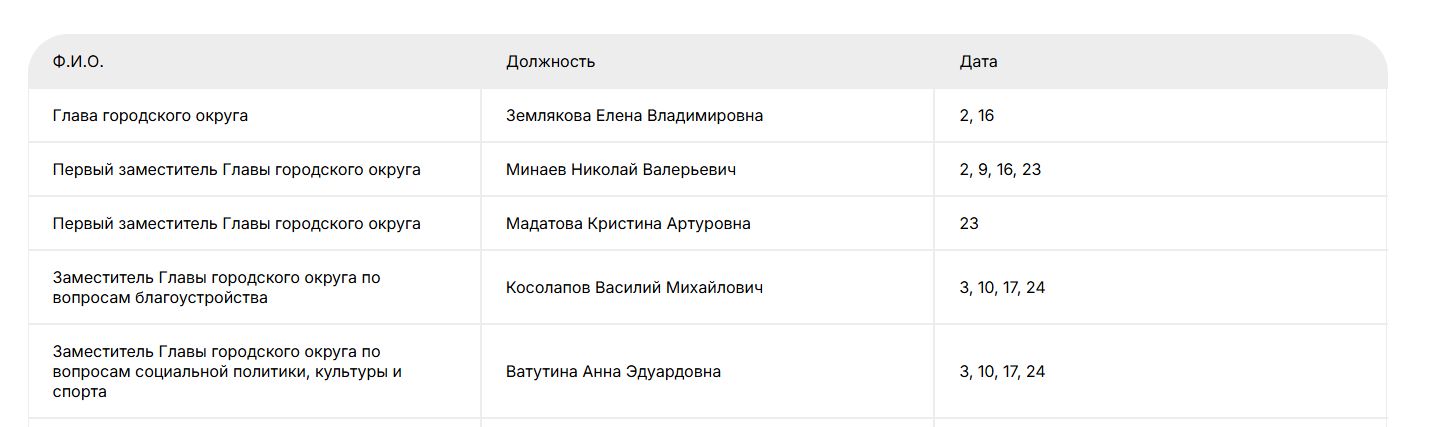 Ф.И.О. Должность Дата
Глава городского округа Землякова Елена Владимировна 2, 16
Первый заместитель Главы городского округа Минаев Николай Валерьевич 2, 9, 16, 23
Первый заместитель Главы городского округа Мадатова Кристина Артуровна 23
Заместитель Главы городского округа по
вопросам благоустройства
Косолапов Василий Михайлович 3, 10, 17, 24
Заместитель Главы городского округа по
вопросам социальной политики, культуры и
спорта
Ватутина Анна Эдуардовна 3, 10, 17, 24